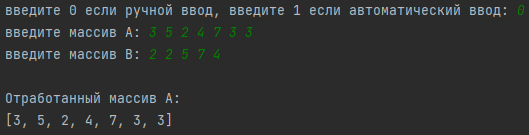 введите 0 если ручной ввод, введите 1 если автоматический ввод: 0
введите массив A: 3 5 2 4 7 3 3
введите массив B: 2 2 5 7 4
Отработанный массив A:
[3, 5, 2, 4, 7, 3, 3]